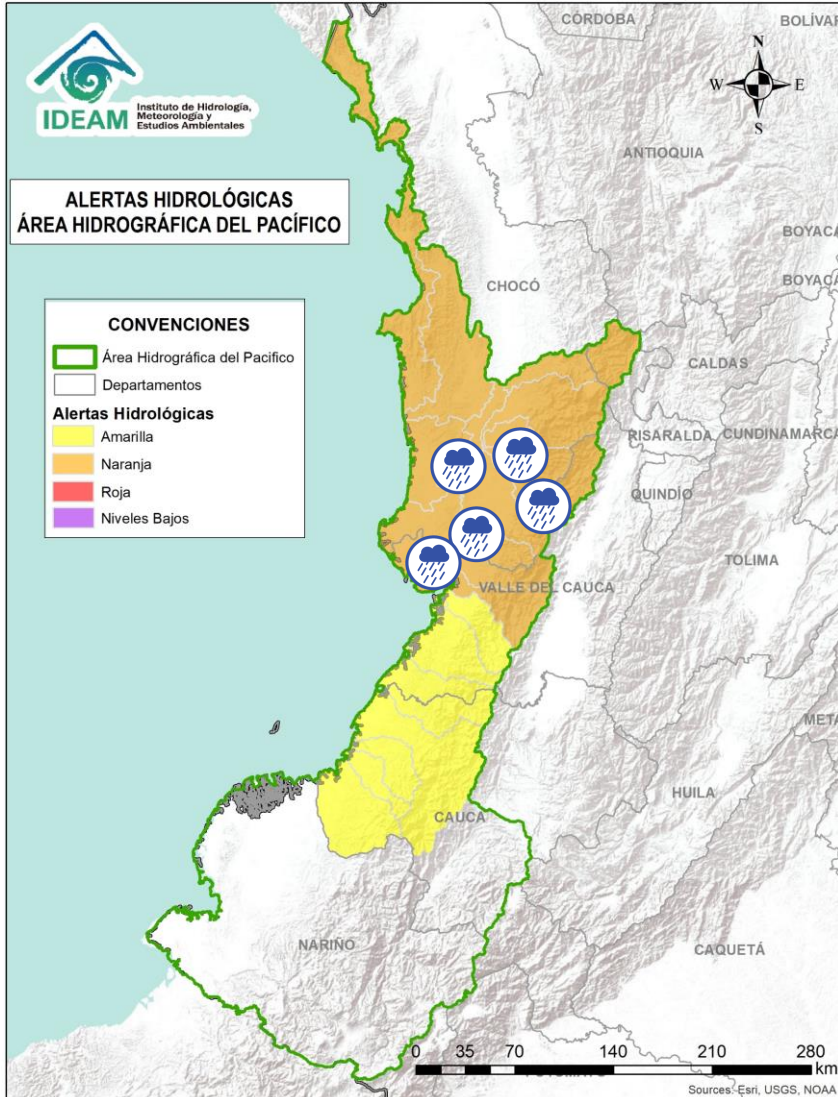 CÓRDOBA
BOLÍVAR
IDEAM
Instituto de Hidrología,
Meteorología y
Estudios Ambientales
N
W E
S
ANTIOQUIA
ALERTAS HIDROLÓGICAS
ÁREA HIDROGRÁFICA DEL PACÍFICO
BOYACÁ
BOYACÁ
CHOCÓ
CONVENCIONES
Área Hidrográfica del Pacifico
Departamentos
Alertas Hidrológicas
Amarilla
Naranja
Roja
Niveles Bajos
CALDAS
RISARALDA
CUNDINAMARCA
QUINDÍO
TOLIMA
VALLE DEL CAUCA
META
HUILA
CAUCA
NARIÑO
CAQUETÁ
0 35 70 140 210 280
km
Sources: Esri, USGS, NOAA